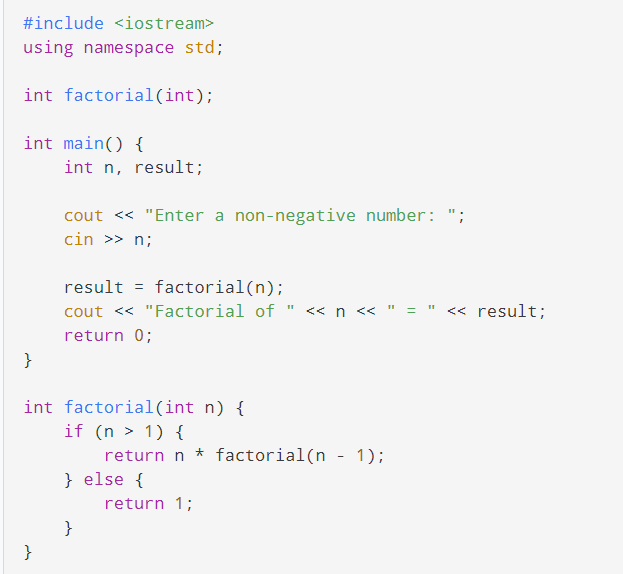 #include <iostream>
using namespace std;

int factorial(int);

int main() {
    int n, result;

    cout << "Enter a non-negative number: ";
    cin >> n;

    result = factorial(n);
    cout << "Factorial of " << n << " = " << result;
    return 0;
}

int factorial(int n) {
    if (n > 1) {
        return n * factorial(n - 1);
    } else {
        return 1;
    }
}